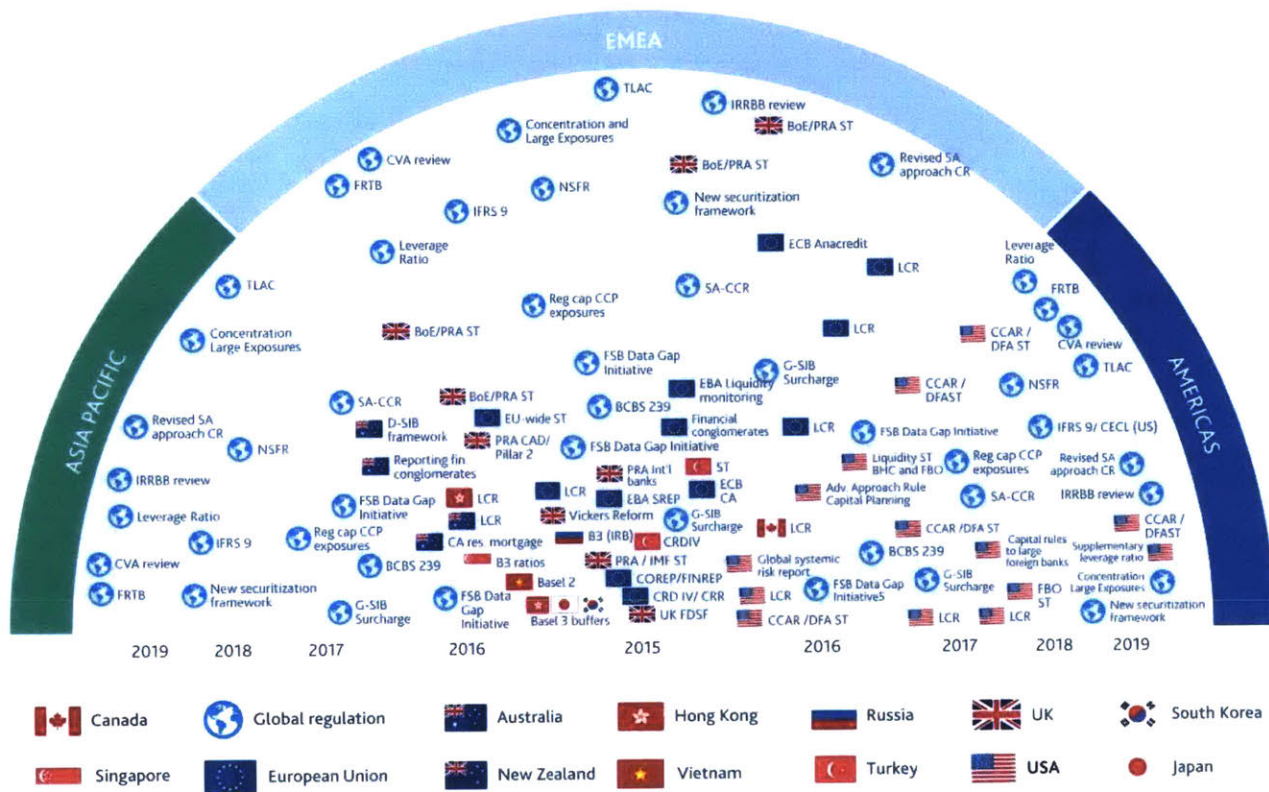 EMEA
ASIA PACIFIC
AMERICAS
TLAC
IRRBB review
BoE/PRA ST
Concentration and
Large Exposures
CVA review
BoE/PRA ST
Revised SA
approach CR
FRTB
NSFR
IFRS 9
New securitization
framework
Leverage
Ratio
ECB Anacredit
LCR
Leverage
Ratio
TLAC
SA-CCR
FRTB
Reg cap CCP
exposures
Concentration
Large Exposures
BoE/PRA ST
LCR
CCAR /
DFA ST
CVA review
FSB Data Gap
Initiative
G-SIB
Surcharge
TLAC
EBA Liquidity
monitoring
CCAR /
DFAST
NSFR
SA-CCR
BoE/PRA ST
BCBS 239
Revised SA
approach CR
D-SIB
framework
EU-wide ST
Financial
conglomerates
LCR
FSB Data Gap Initiative
IFRS 9/ CECL (US)
NSFR
PRA CAD/
Pillar 2
FSB Data Gap Initiative
Reporting fin
conglomerates
PRA Int'l
banks
ST
Liquidity ST
BHC and FBO
Reg cap CCP
exposures
Revised SA
approach CR
IRRBB review
FSB Data Gap
Initiative
LCR
LCR
EBA SREP
ECB
CA
Adv. Approach Rule
Capital Planning
SA-CCR
IRRBB review
Leverage Ratio
LCR
Vickers Reform
G-SIB
Surcharge
LCR
CCAR /DFA ST
CCAR /
DFAST
IFRS 9
Reg cap CCP
exposures
CA res. mortgage
B3 (IRB)
CRDIV
BCBS 239
Capital rules
to large
foreign banks
Supplementary
leverage ratio
CVA review
BCBS 239
B3 ratios
PRA / IMF ST
Global systemic
risk report
Basel 2
COREP/FINREP
FSB Data Gap
Initiative5
G-SIB
Surcharge
Concentration
Large Exposures
FRTB
New securitization
framework
G-SIB
Surcharge
FSB Data
Gap
Initiative
Basel 3 buffers
CRD IV/ CRR
LCR
FBO
ST
UK FDSF
CCAR /DFA ST
LCR
LCR
New securitization
framework
2019
2018
2017
2016
2015
2016
2017
2018
2019
Canada
Global regulation
Australia
Hong Kong
Russia
UK
South Korea
Singapore
European Union
New Zealand
Vietnam
Turkey
USA
Japan